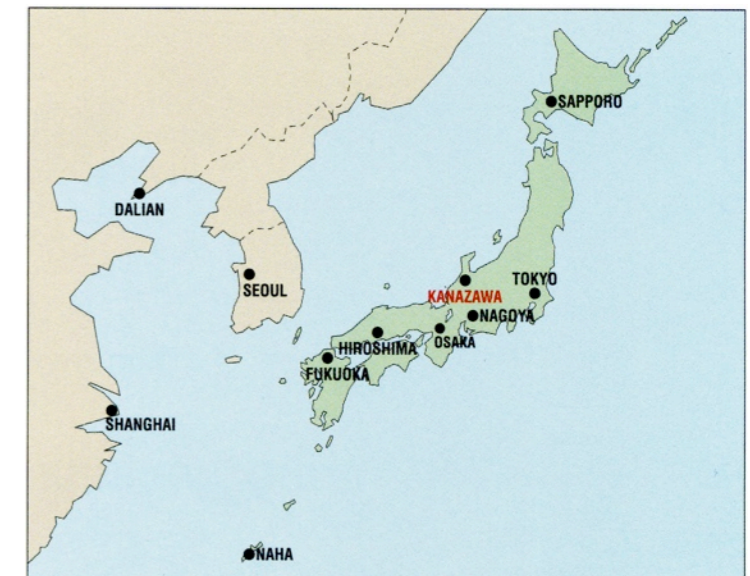 SAPPORO
DALIAN
SEOUL
TOKYO
KANAZAWA
NAGOYA
OSAKA
HIROSHIMA
FUKUOKA
SHANGHAI
NAHA